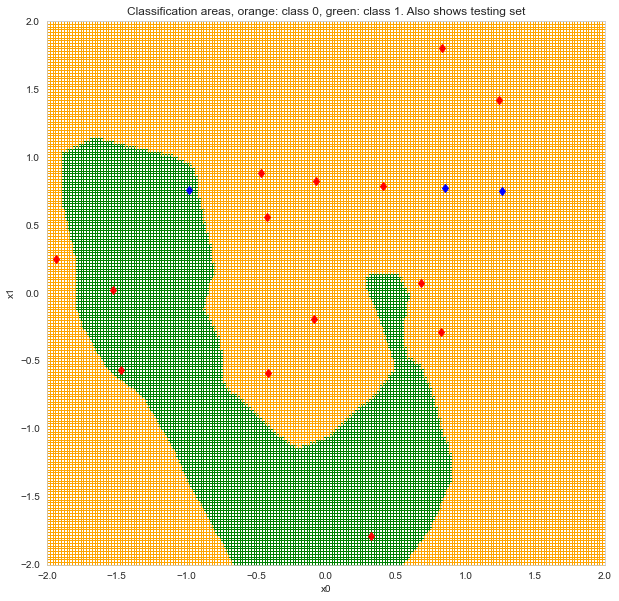 Classification areas, orange: class 0, green: class 1. Also shows testing set
2.0
1.5
1.0
0.5
0.0
−0.5
−1.0
−1.5
−2.0
x1
−2.0 −1.5 −1.0 −0.5 0.0 0.5 1.0 1.5 2.0
x0